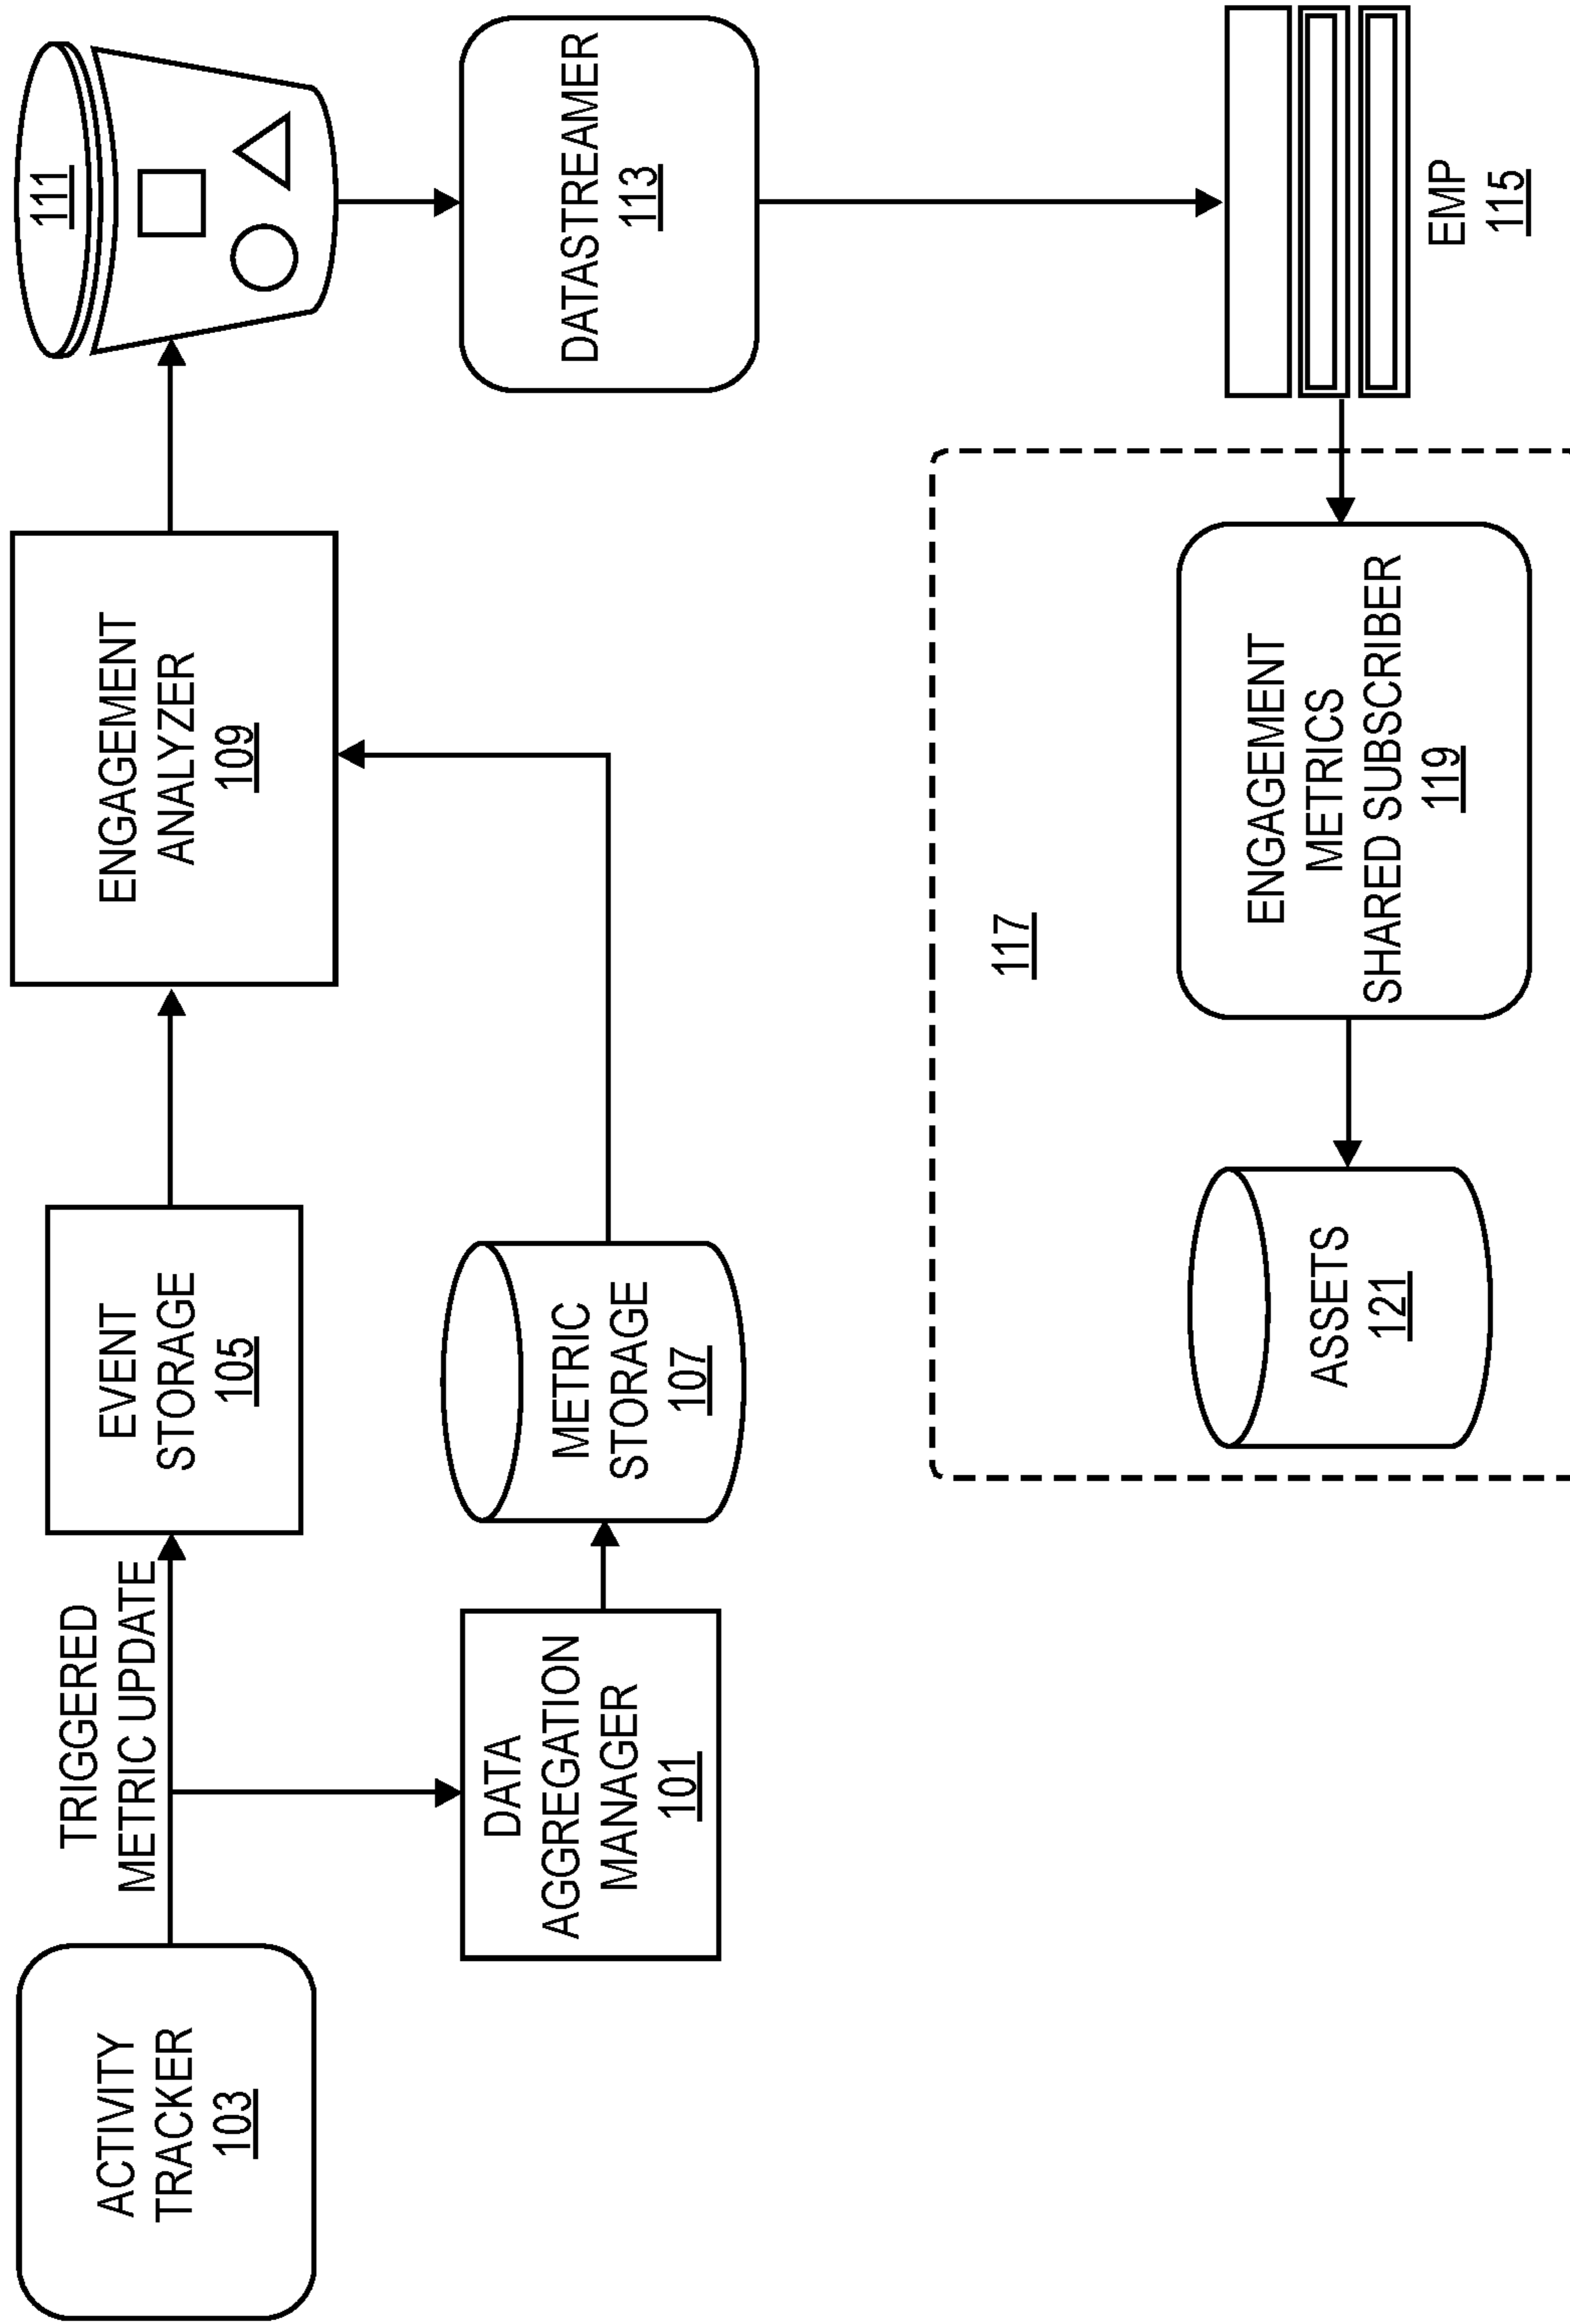 ACTIVITY
TRACKER
103
TRIGGERED
METRIC UPDATE
EVENT
STORAGE
105
ENGAGEMENT
ANALYZER
109
111
DATA
AGGREGATION
MANAGER
101
METRIC
STORAGE
107
DATASTREAMER
113
117
ASSETS
121
ENGAGEMENT
METRICS
SHARED SUBSCRIBER
119
EMP
115